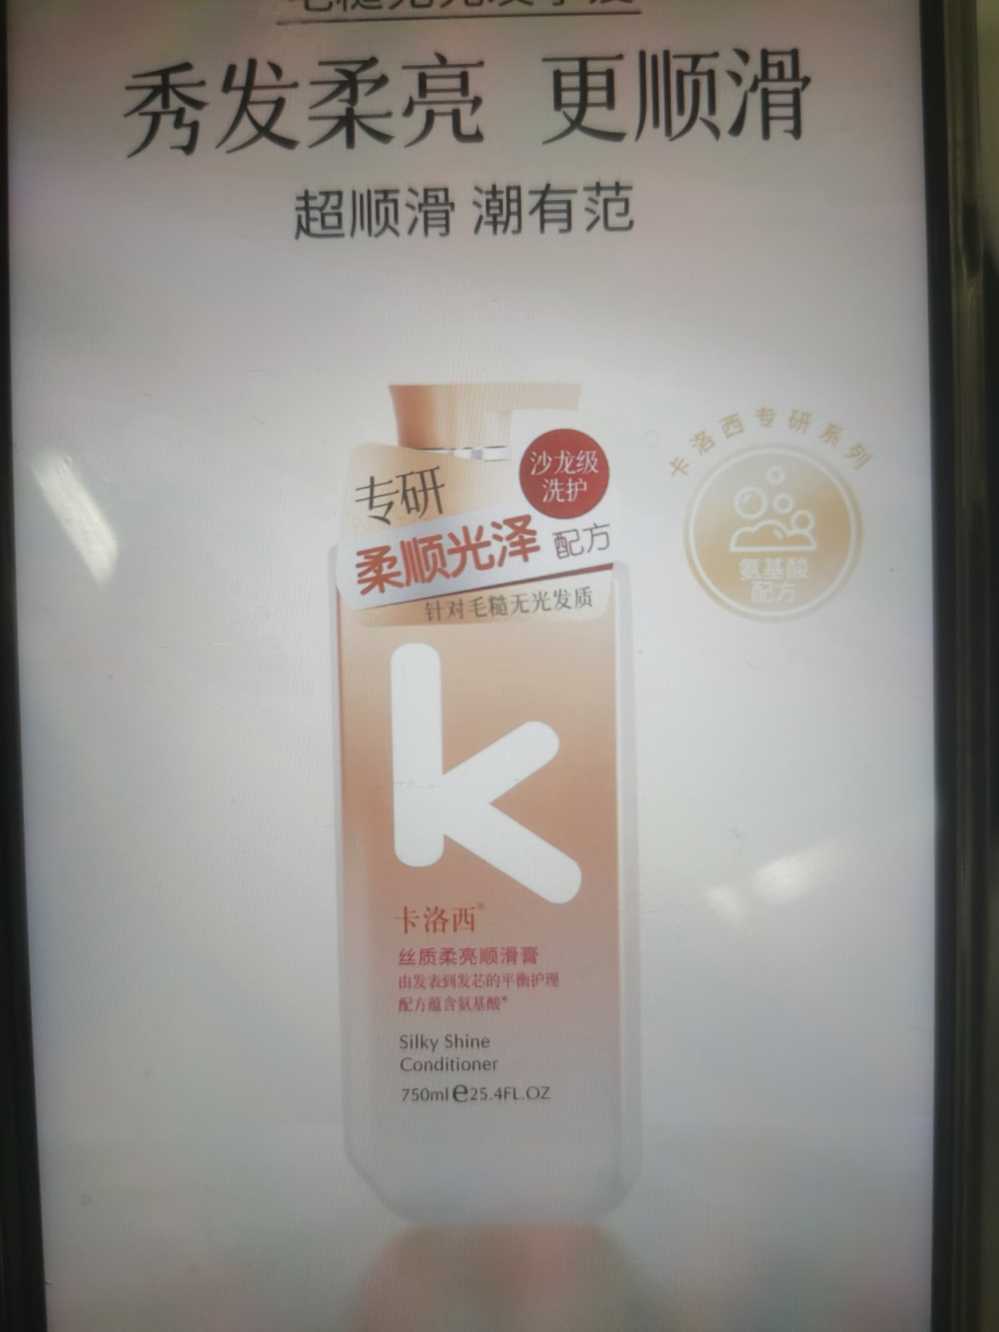 秀发柔亮 更顺滑
超顺滑 潮有范
卡洛西专研系列
氨基酸
配方
专研
沙龙级
洗护
柔顺光泽 配方
针对毛糙无光发质
k
卡洛西®
丝质柔亮顺滑膏
由发表到发芯的平衡护理
配方蕴含氨基酸*
Silky Shine
Conditioner
750ml ℮25.4FL.OZ